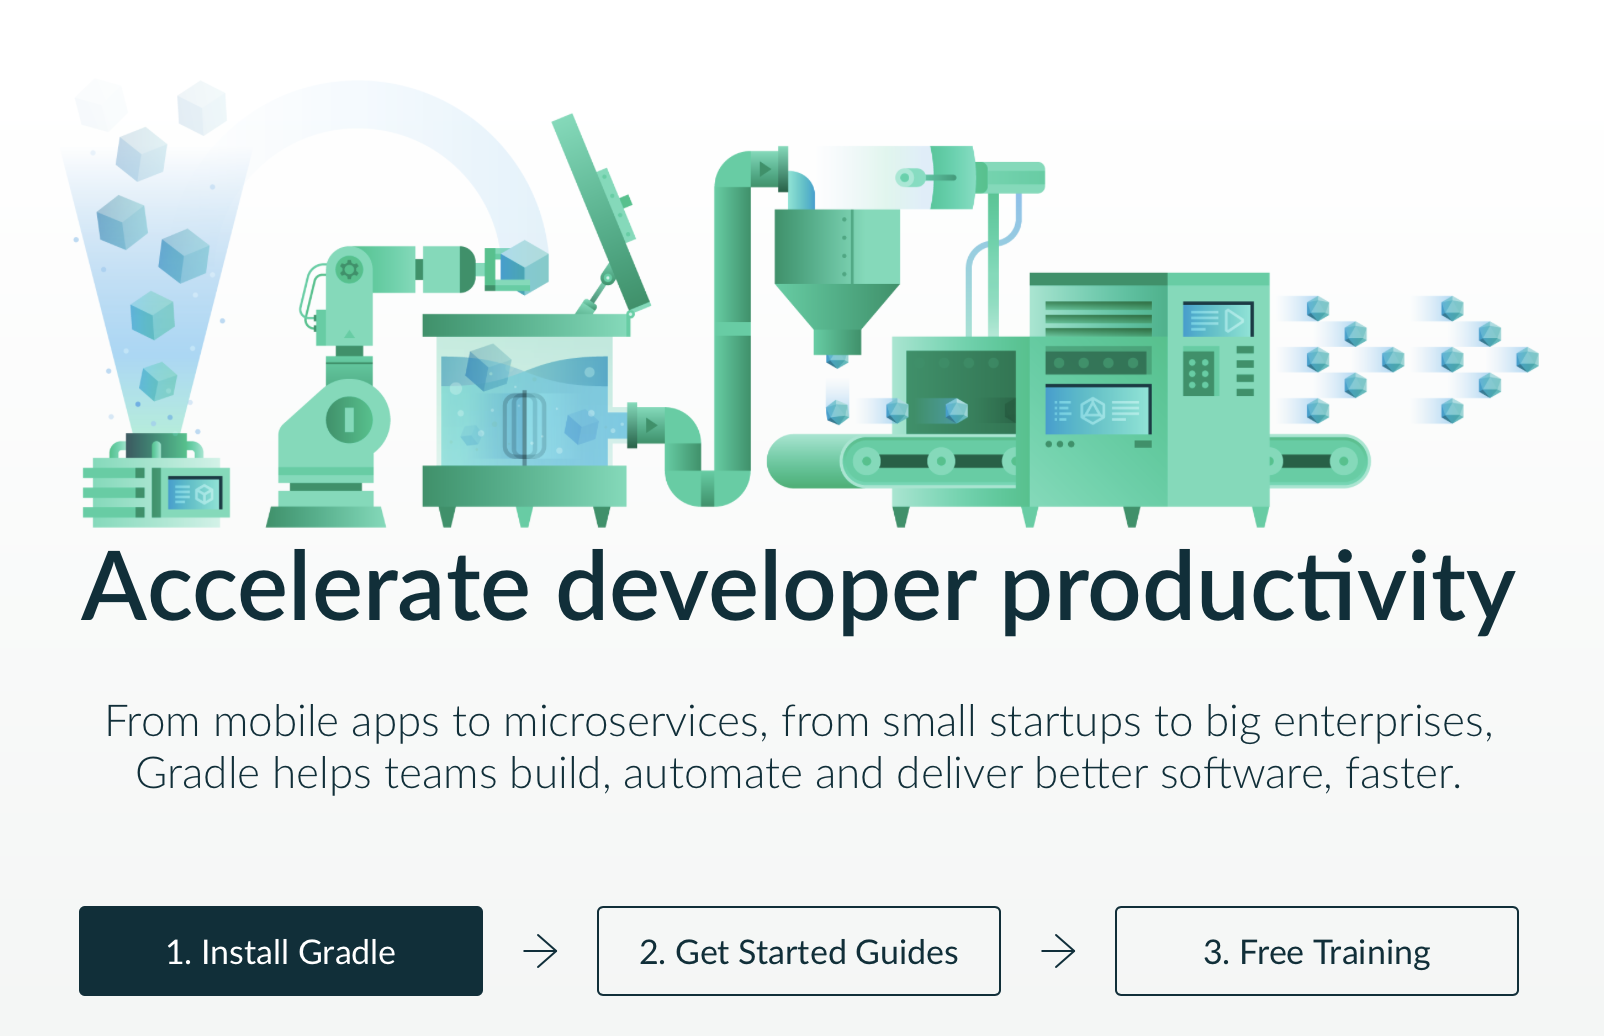 Accelerate developer productivity
From mobile apps to microservices, from small startups to big enterprises,
Gradle helps teams build, automate and deliver better software, faster.
1. Install Gradle
2. Get Started Guides
3. Free Training